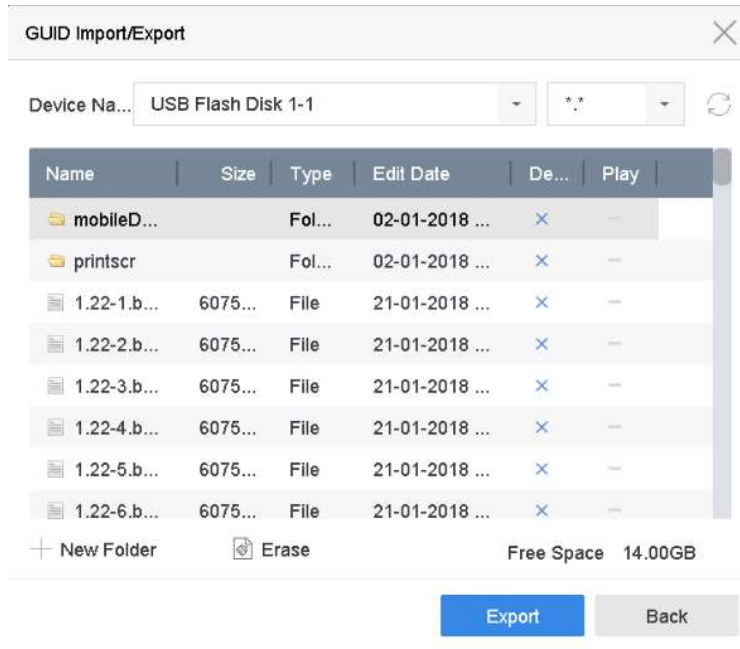 GUID Import/Export
Device Na... USB Flash Disk 1-1 *.*
Name Size Type Edit Date De... Play
mobileD... Fol... 02-01-2018 ...
printscr Fol... 02-01-2018 ...
1.22-1.b... 6075... File 21-01-2018 ...
1.22-2.b... 6075... File 21-01-2018 ...
1.22-3.b... 6075... File 21-01-2018 ...
1.22-4.b... 6075... File 21-01-2018 ...
1.22-5.b... 6075... File 21-01-2018 ...
1.22-6.b... 6075... File 21-01-2018 ...
New Folder Erase Free Space 14.00GB
Export Back